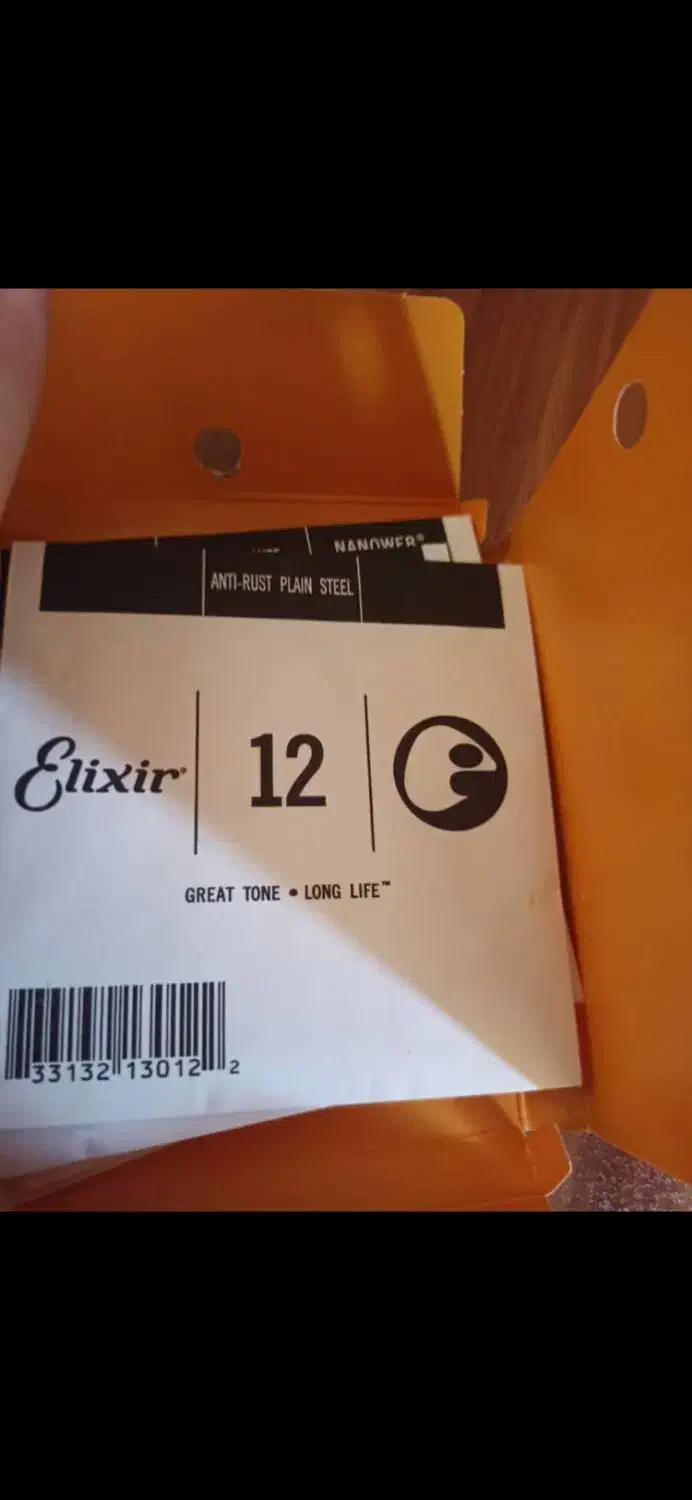 NANOWEB®
ANTI-RUST PLAIN STEEL
Elixir®
12
GREAT TONE • LONG LIFE™
33132 13012 2